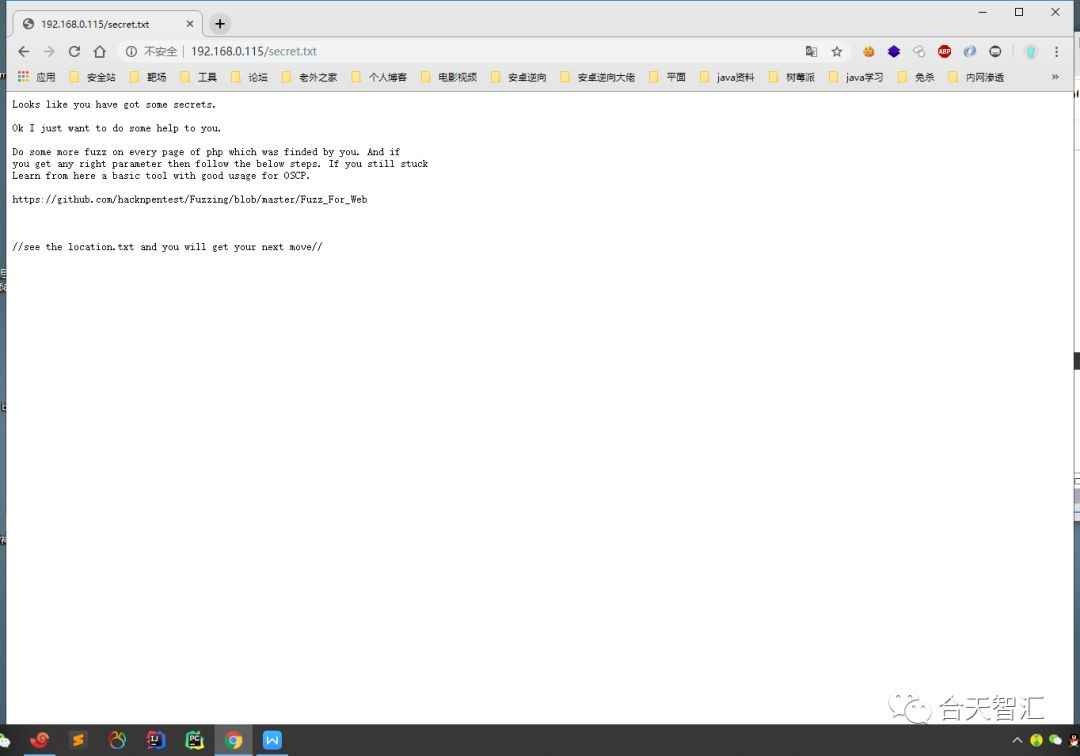 192.168.0.115/secret.txt
不安全 | 192.168.0.115/secret.txt
ABP
应用 安全站 靶场 工具 论坛 老外之家 个人博客 电影视频 安卓逆向 安卓逆向大佬 平面 java资料 树莓派 java学习 免杀 内网渗透 »
Looks like you have got some secrets.
Ok I just want to do some help to you.
Do some more fuzz on every page of php which was finded by you. And if
you get any right parameter then follow the below steps. If you still stuck
Learn from here a basic tool with good usage for OSCP.
https://github.com/hacknpentest/Fuzzing/blob/master/Fuzz_For_Web
//see the location.txt and you will get your next move//
合天智汇